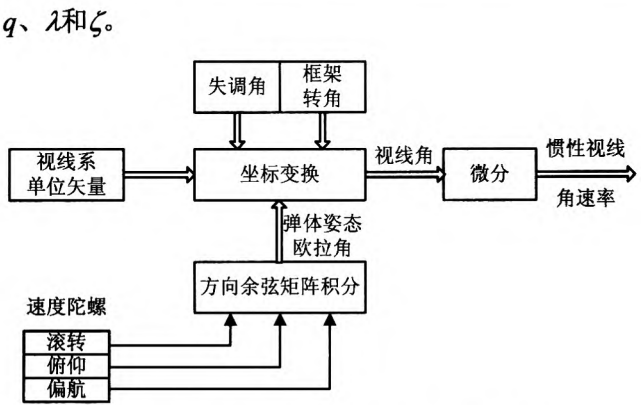 q、λ和ζ。
失调角
框架
转角
视线系
单位矢量
坐标变换
视线角
微分
惯性视线
角速率
弹体姿态
欧拉角
方向余弦矩阵积分
速度陀螺
滚转
俯仰
偏航